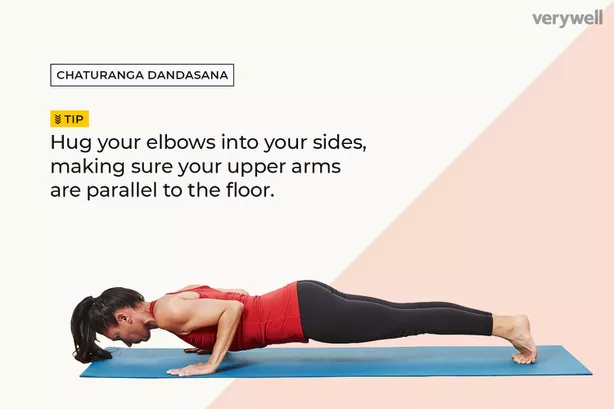 verywell
CHATURANGA DANDASANA
TIP
Hug your elbows into your sides,
making sure your upper arms
are parallel to the floor.